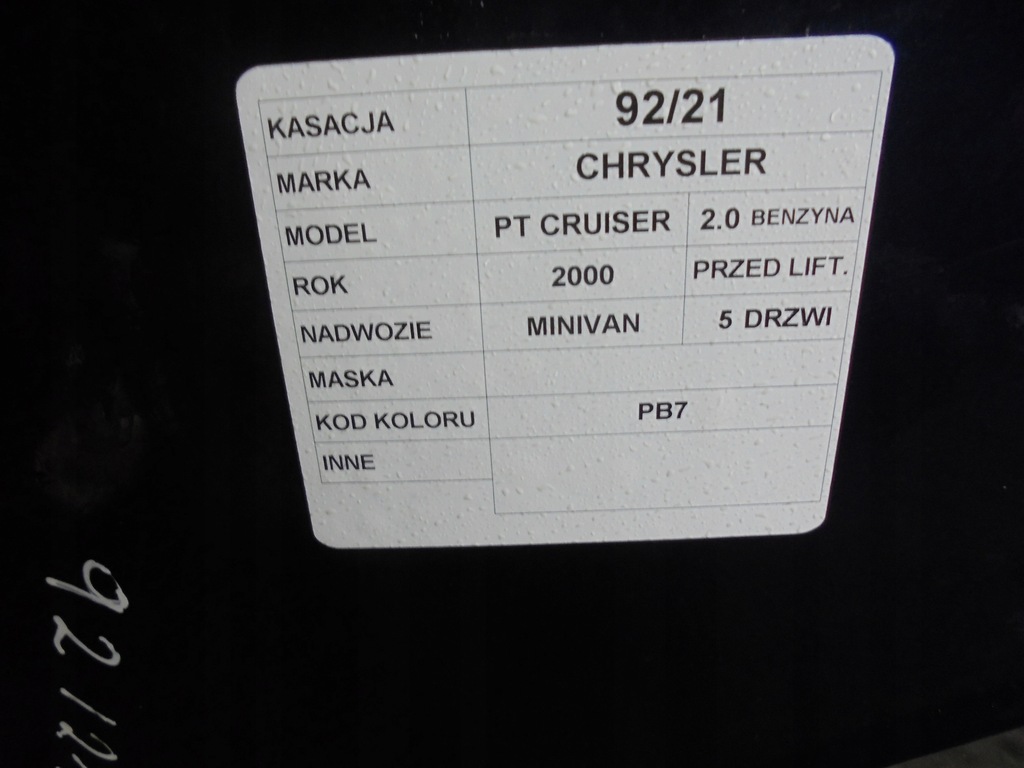 KASACJA 92/21
MARKA CHRYSLER
MODEL PT CRUISER 2.0 BENZYNA
ROK 2000 PRZED LIFT.
NADWOZIE MINIVAN 5 DRZWI
MASKA
KOD KOLORU PB7
INNE
92/2